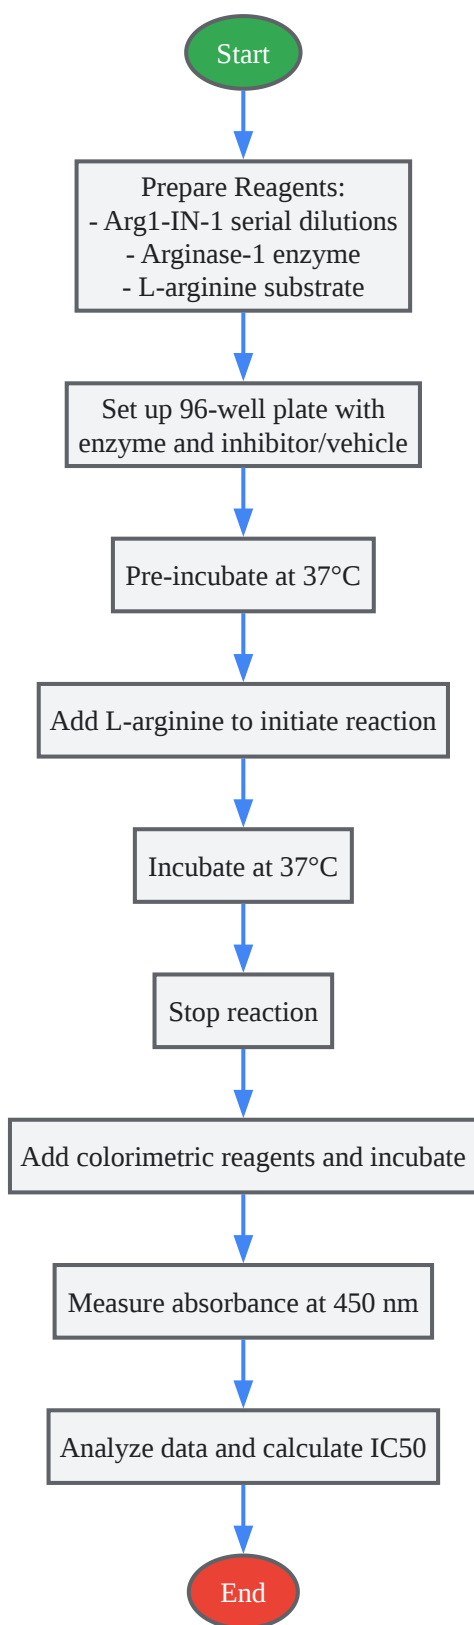 Start
Prepare Reagents:
- Arg1-IN-1 serial dilutions
- Arginase-1 enzyme
- L-arginine substrate
Set up 96-well plate with
enzyme and inhibitor/vehicle
Pre-incubate at 37°C
Add L-arginine to initiate reaction
Incubate at 37°C
Stop reaction
Add colorimetric reagents and incubate
Measure absorbance at 450 nm
Analyze data and calculate IC50
End